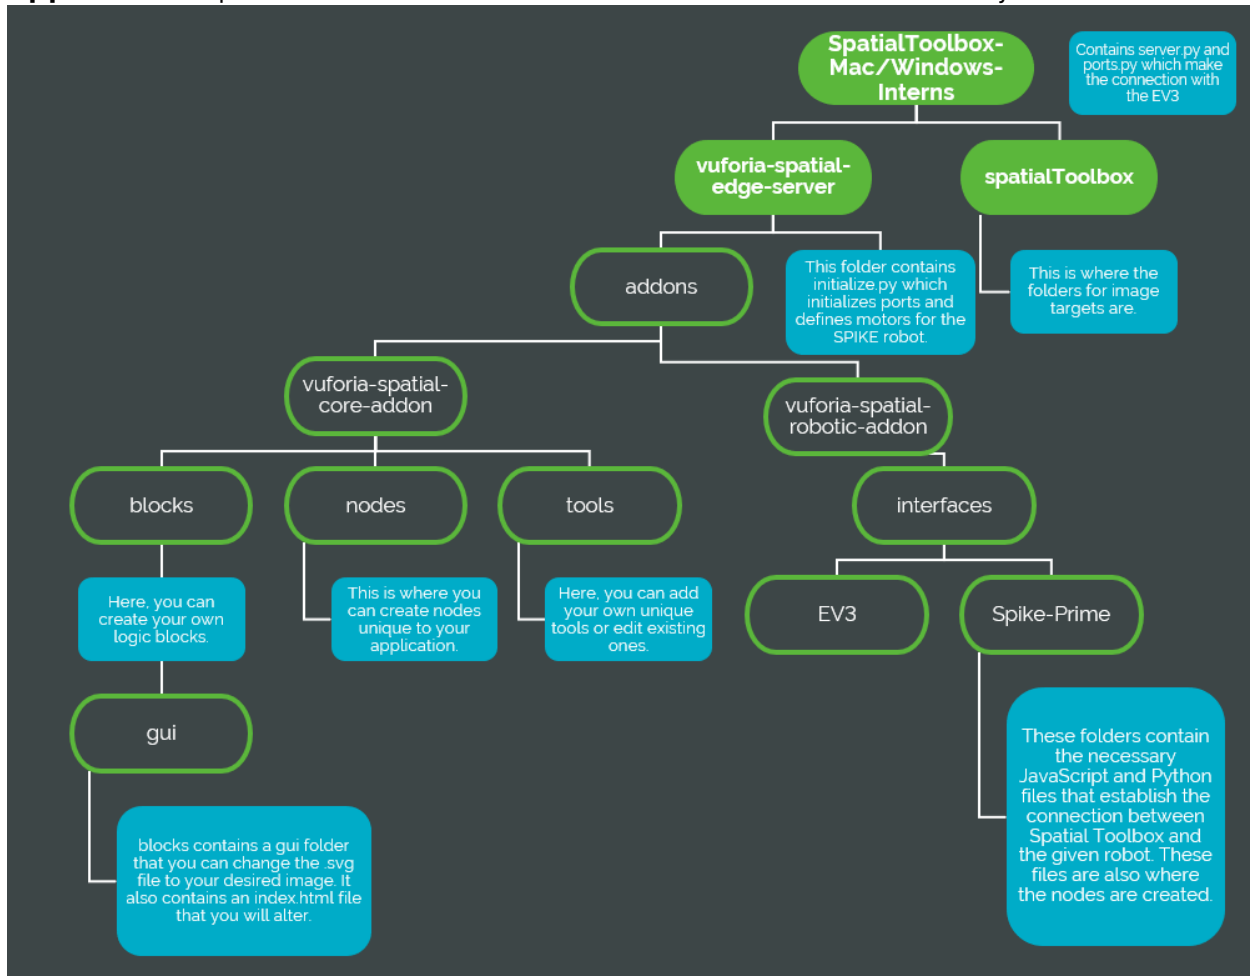 SpatialToolbox-
Mac/Windows-
Interns
Contains server.py and
ports.py which make
the connection with
the EV3
vuforia-spatial-
edge-server
spatialToolbox
addons
This folder contains
initialize.py which
initializes ports and
defines motors for the
SPIKE robot.
This is where the
folders for image
targets are.
vuforia-spatial-
core-addon
vuforia-spatial-
robotic-addon
blocks
nodes
tools
interfaces
Here, you can
create your own
logic blocks.
This is where you
can create nodes
unique to your
application.
Here, you can add
your own unique
tools or edit existing
ones.
EV3
Spike-Prime
gui
These folders contain
the necessary
JavaScript and Python
files that establish the
connection between
Spatial Toolbox and
the given robot. These
files are also where
the nodes are created.
blocks contains a gui folder
that you can change the .svg
file to your desired image. It
also contains an index.html file
that you will alter.